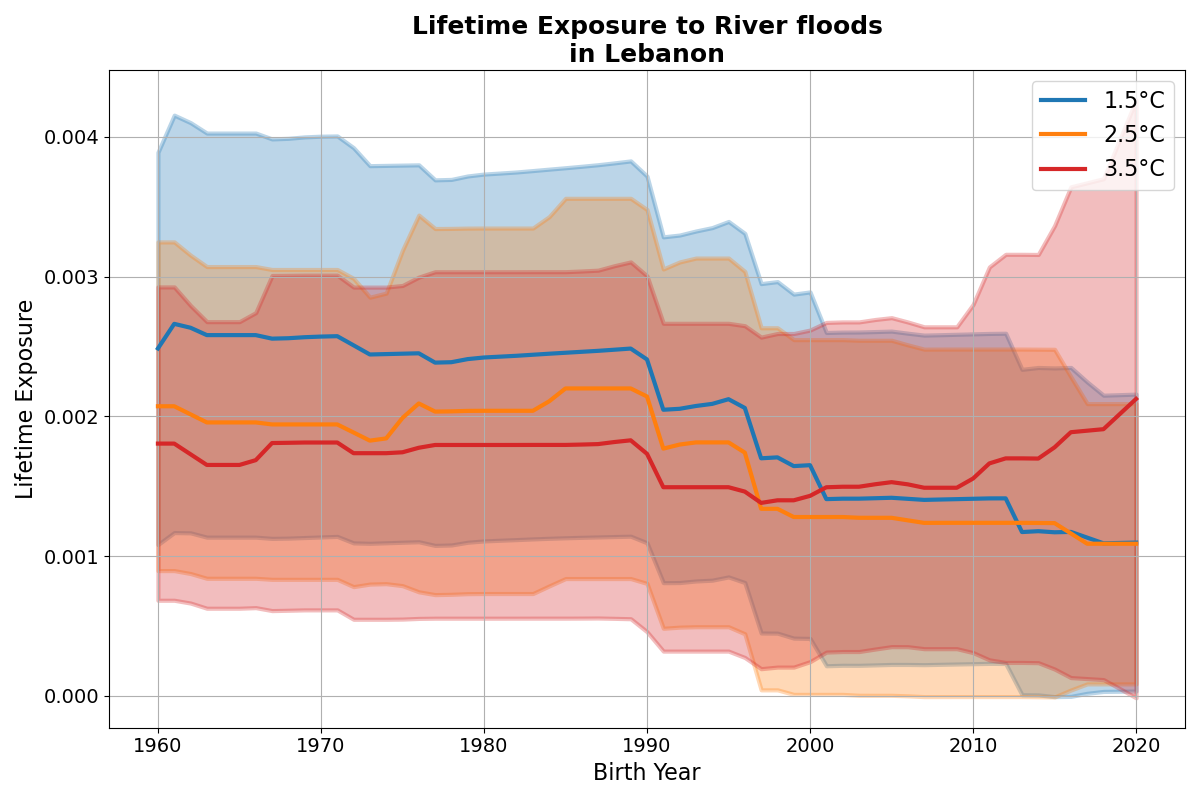 Lifetime Exposure to River floods
in Lebanon
1.5°C
2.5°C
3.5°C
Lifetime Exposure
0.004
0.003
0.002
0.001
0.000
1960 1970 1980 1990 2000 2010 2020
Birth Year